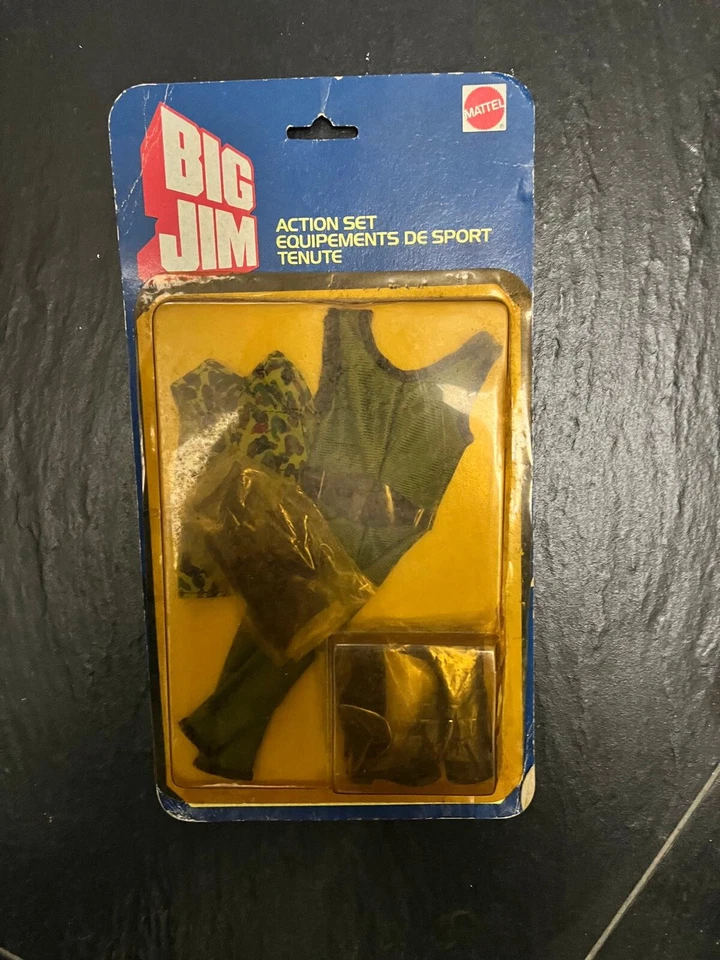 MATTEL
BIG
JIM
ACTION SET
EQUIPEMENTS DE SPORT
TENUTE